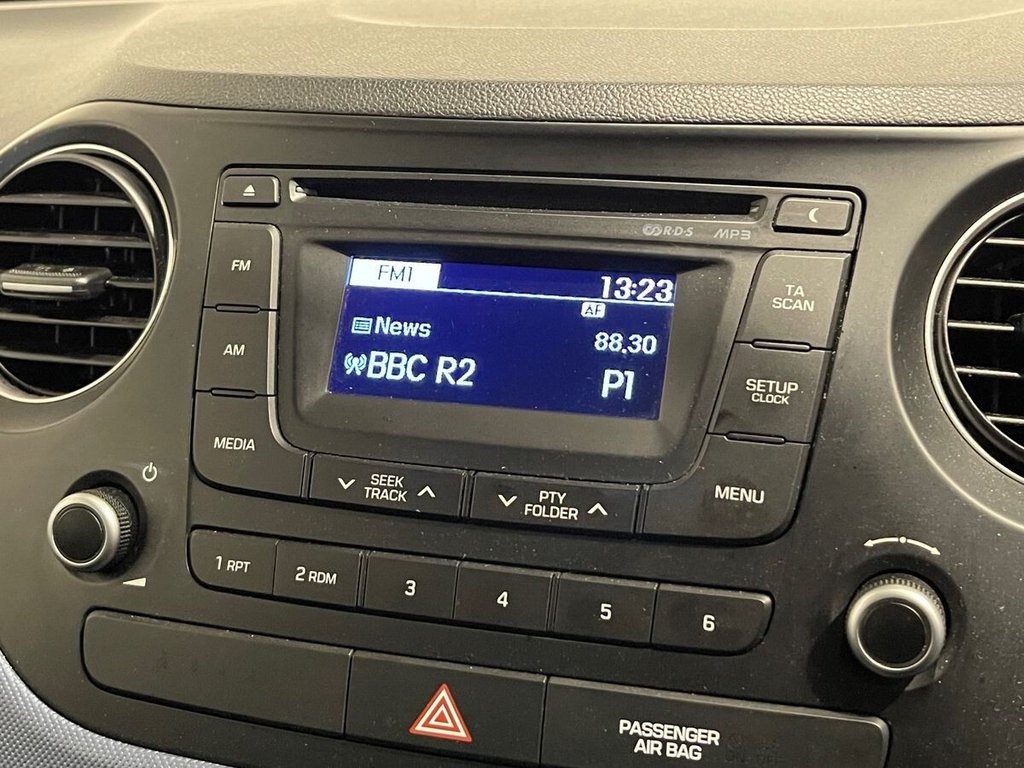 R·D·S MP3
FM
FM1
13:23
AF
TA
SCAN
News
88.30
AM
BBC R2
P1
SETUP
CLOCK
MEDIA
SEEK
TRACK
PTY
FOLDER
MENU
1 RPT
2 RDM
3
4
5
6
PASSENGER
AIR BAG